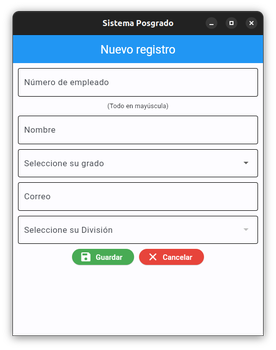 Sistema Posgrado
Nuevo registro
Número de empleado
(Todo en mayúscula)
Nombre
Seleccione su grado
Correo
Seleccione su División
Guardar
Cancelar